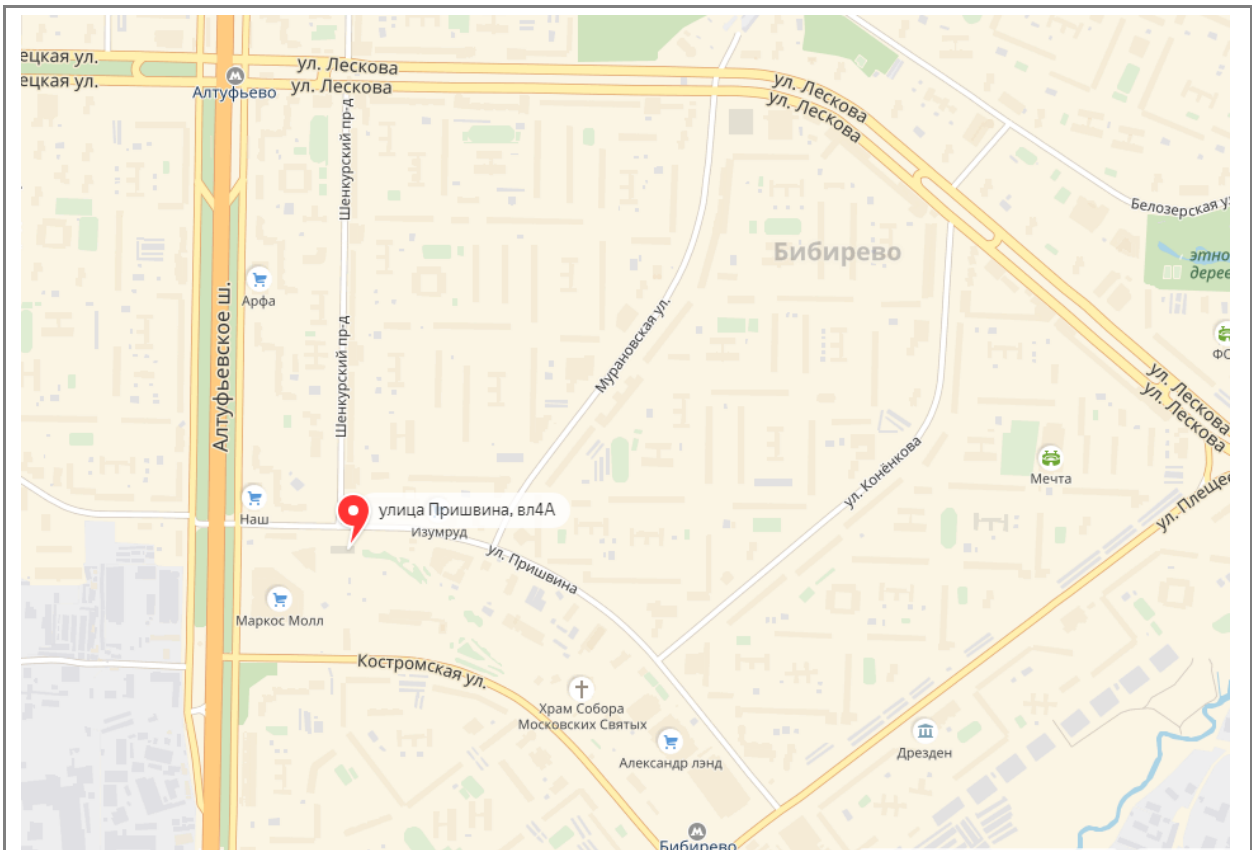 ецкая ул.
ецкая ул.
Алтуфьево
ул. Лескова
ул. Лескова
ул. Лескова
ул. Лескова
Шенкурский пр-д
Белозерская у
Бибирево
этно
дерев
Арфа
Алтуфьевское ш.
Мурановская ул.
Шенкурский пр-д
ФО
ул. Лескова
ул. Лескова
ул. Конёнкова
Мечта
ул. Плещее
Наш
улица Пришвина, вл4А
Изумруд
ул. Пришвина
Маркос Молл
Костромская ул.
Храм Собора
Московских Святых
Александр лэнд
Дрезден
Бибирево